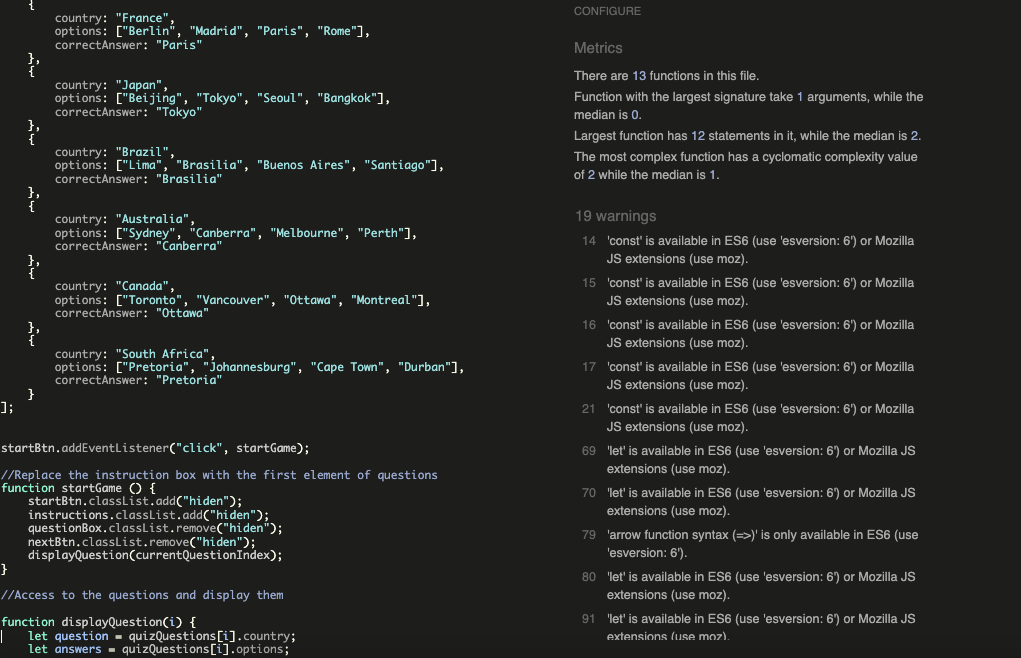 {
country: "France",
options: ["Berlin", "Madrid", "Paris", "Rome"],
correctAnswer: "Paris"
},
{
country: "Japan",
options: ["Beijing", "Tokyo", "Seoul", "Bangkok"],
correctAnswer: "Tokyo"
},
{
country: "Brazil",
options: ["Lima", "Brasilia", "Buenos Aires", "Santiago"],
correctAnswer: "Brasilia"
},
{
country: "Australia",
options: ["Sydney", "Canberra", "Melbourne", "Perth"],
correctAnswer: "Canberra"
},
{
country: "Canada",
options: ["Toronto", "Vancouver", "Ottawa", "Montreal"],
correctAnswer: "Ottawa"
},
{
country: "South Africa",
options: ["Pretoria", "Johannesburg", "Cape Town", "Durban"],
correctAnswer: "Pretoria"
}
];
startBtn.addEventListener("click", startGame);
//Replace the instruction box with the first element of questions
function startGame () {
startBtn.classList.add("hiden");
instructions.classList.add("hiden");
questionBox.classList.remove("hiden");
nextBtn.classList.remove("hiden");
displayQuestion(currentQuestionIndex);
}
//Access to the questions and display them
function displayQuestion(i) {
let question = quizQuestions[i].country;
let answers = quizQuestions[i].options;
CONFIGURE
Metrics
There are 13 functions in this file.
Function with the largest signature take 1 arguments, while the
median is 0.
Largest function has 12 statements in it, while the median is 2.
The most complex function has a cyclomatic complexity value
of 2 while the median is 1.
19 warnings
14 'const' is available in ES6 (use 'esversion: 6') or Mozilla
JS extensions (use moz).
15 'const' is available in ES6 (use 'esversion: 6') or Mozilla
JS extensions (use moz).
16 'const' is available in ES6 (use 'esversion: 6') or Mozilla
JS extensions (use moz).
17 'const' is available in ES6 (use 'esversion: 6') or Mozilla
JS extensions (use moz).
21 'const' is available in ES6 (use 'esversion: 6') or Mozilla
JS extensions (use moz).
69 'let' is available in ES6 (use 'esversion: 6') or Mozilla JS
extensions (use moz).
70 'let' is available in ES6 (use 'esversion: 6') or Mozilla JS
extensions (use moz).
79 'arrow function syntax (=>)' is only available in ES6 (use
'esversion: 6').
80 'let' is available in ES6 (use 'esversion: 6') or Mozilla JS
extensions (use moz).
91 'let' is available in ES6 (use 'esversion: 6') or Mozilla JS
extensions (use moz).